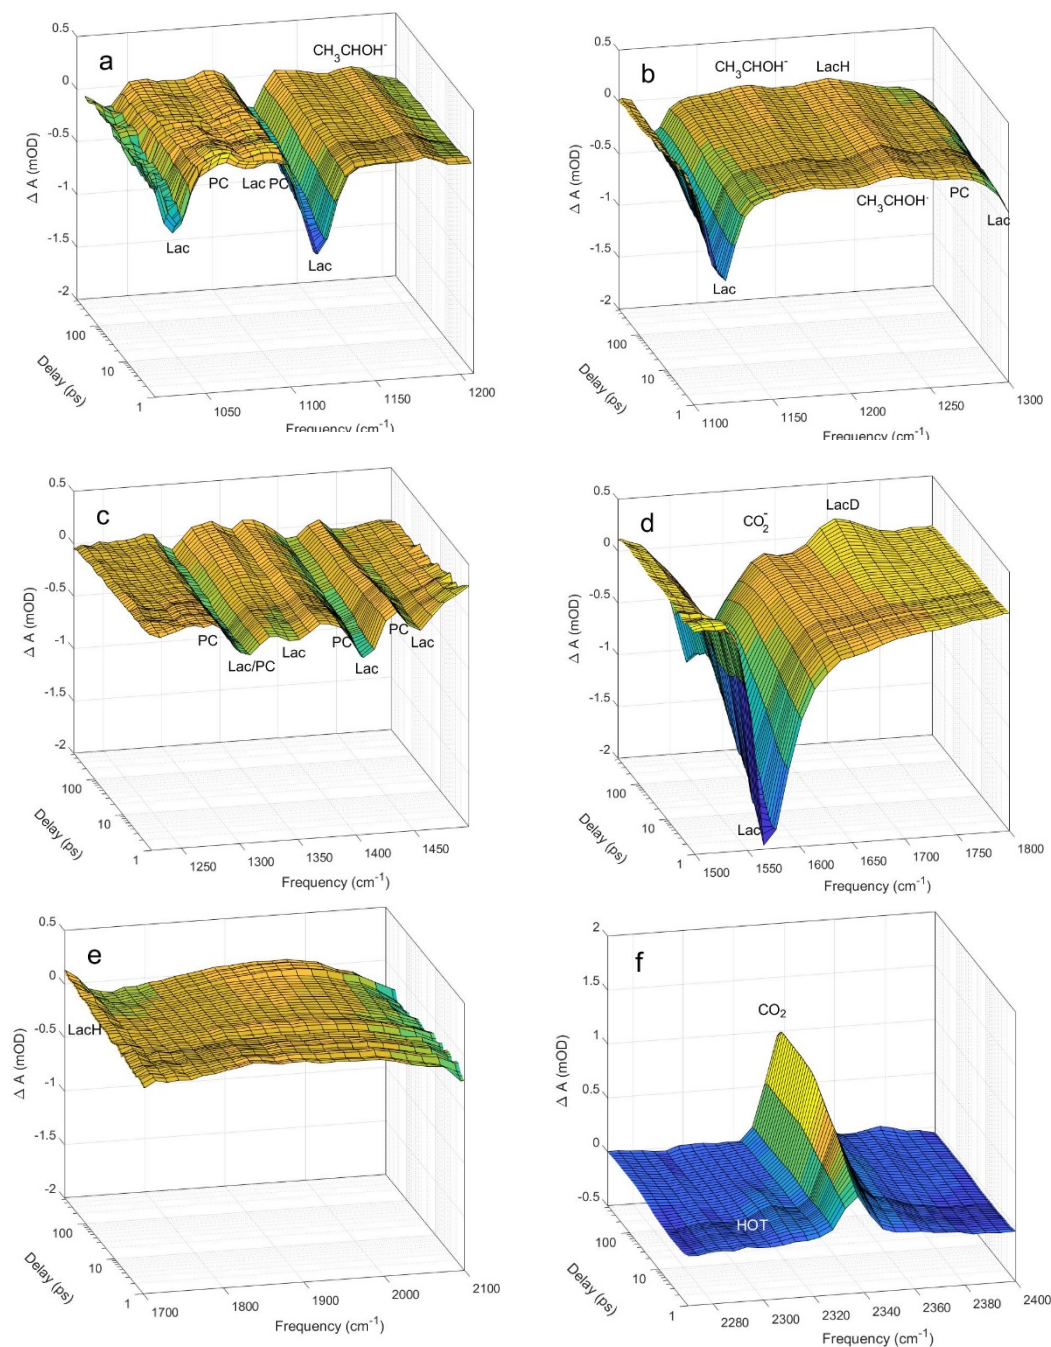 a
0.5
0
-0.5
-1
-1.5
-2
Δ A (mOD)
CH3CHOH-
PC
Lac PC
Lac
Lac
100
10
1
Delay (ps)
1050
1100
1150
1200
Frequency (cm-1)
b
0.5
0
-0.5
-1
-1.5
-2
Δ A (mOD)
CH3CHOH-
LacH
CH3CHOH-
PC
Lac
Lac
100
10
1
Delay (ps)
1100
1150
1200
1250
1300
Frequency (cm-1)
c
0.5
0
-0.5
-1
-1.5
-2
Δ A (mOD)
PC
Lac/PC
Lac
PC
Lac
PC
Lac
100
10
1
Delay (ps)
1250
1300
1350
1400
1450
Frequency (cm-1)
d
0.5
0
-0.5
-1
-1.5
-2
Δ A (mOD)
CO2-
LacD
Lac
100
10
1
Delay (ps)
1500
1550
1600
1650
1700
1750
1800
Frequency (cm-1)
e
0.5
0
-0.5
-1
-1.5
-2
Δ A (mOD)
LacH
100
10
1
Delay (ps)
1700
1800
1900
2000
2100
Frequency (cm-1)
f
2
1.5
1
0.5
0
-0.5
Δ A (mOD)
CO2
HOT
100
10
1
Delay (ps)
2280
2300
2320
2340
2360
2380
2400
Frequency (cm-1)